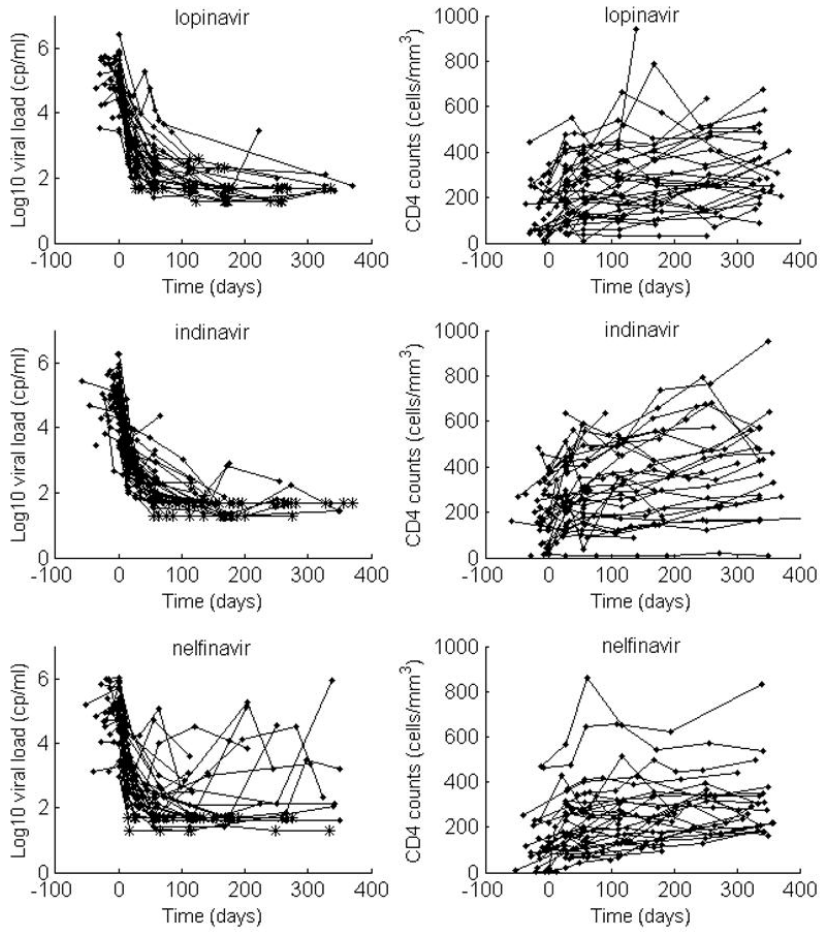 lopinavir
Log10 viral load (cp/ml)
6
4
2
0
-100 0 100 200 300 400
Time (days)
lopinavir
CD4 counts (cells/mm³)
1000
800
600
400
200
0
-100 0 100 200 300 400
Time (days)
indinavir
Log10 viral load (cp/ml)
6
4
2
0
-100 0 100 200 300 400
Time (days)
indinavir
CD4 counts (cells/mm³)
1000
800
600
400
200
0
-100 0 100 200 300 400
Time (days)
nelfinavir
Log10 viral load (cp/ml)
6
4
2
0
-100 0 100 200 300 400
Time (days)
nelfinavir
CD4 counts (cells/mm³)
1000
800
600
400
200
0
-100 0 100 200 300 400
Time (days)